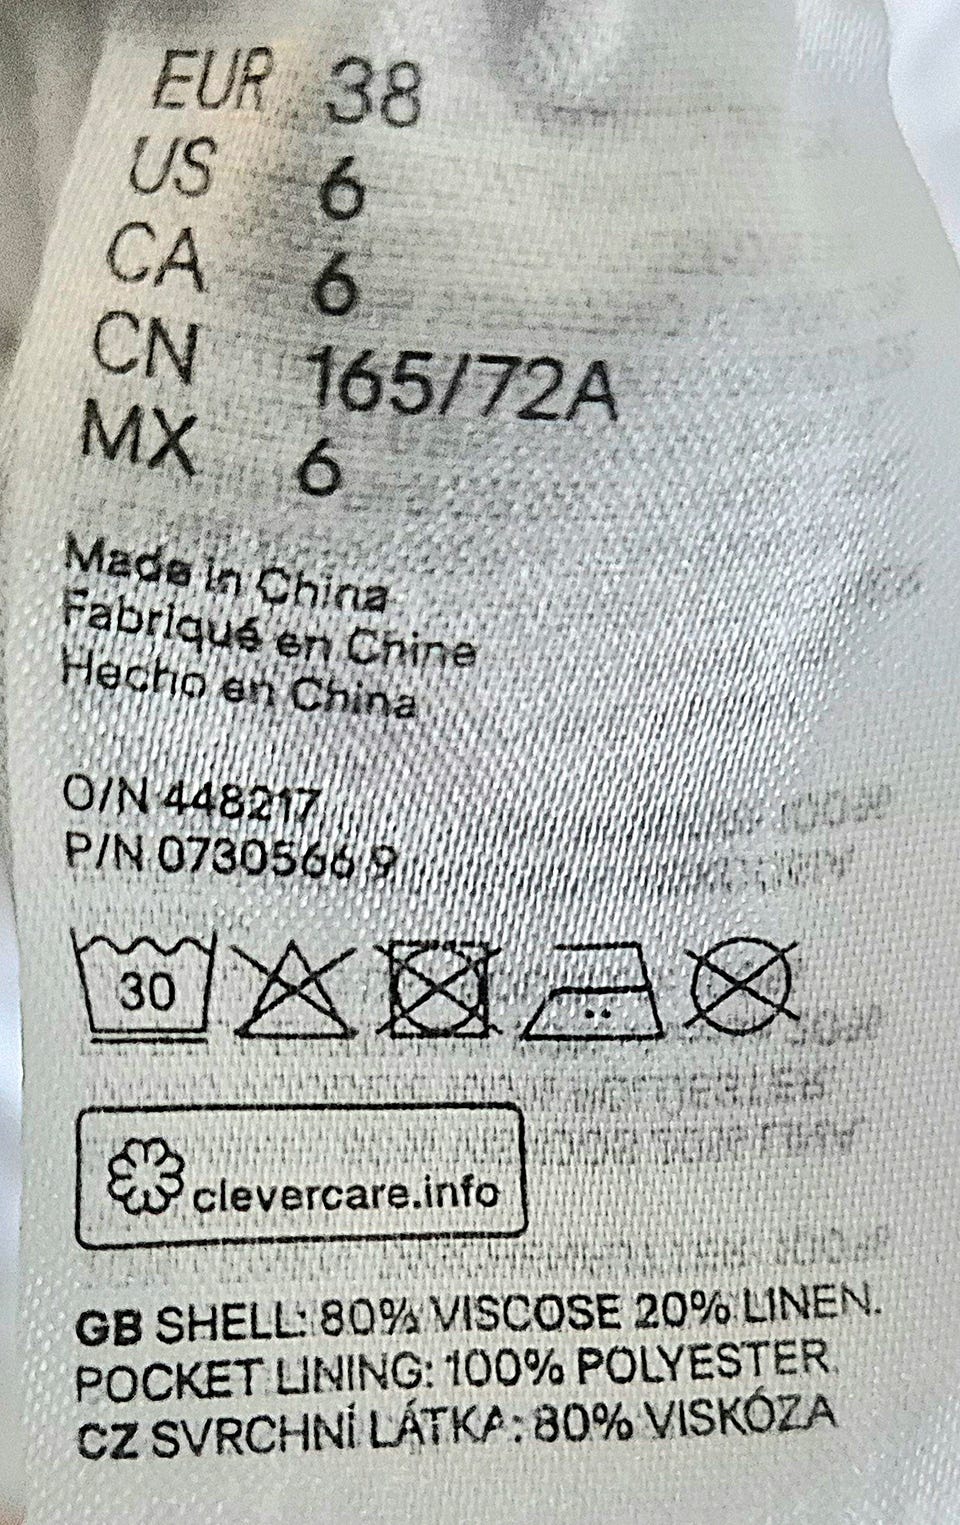 EUR 38
US 6
CA 6
CN 165/72A
MX 6
Made in China
Fabriqué en Chine
Hecho en China
O/N 448217
P/N 0730566 9
30
clevercare.info
GB SHELL: 80% VISCOSE 20% LINEN.
POCKET LINING: 100% POLYESTER
CZ SVRCHNÍ LÁTKA: 80% VISKÓZA